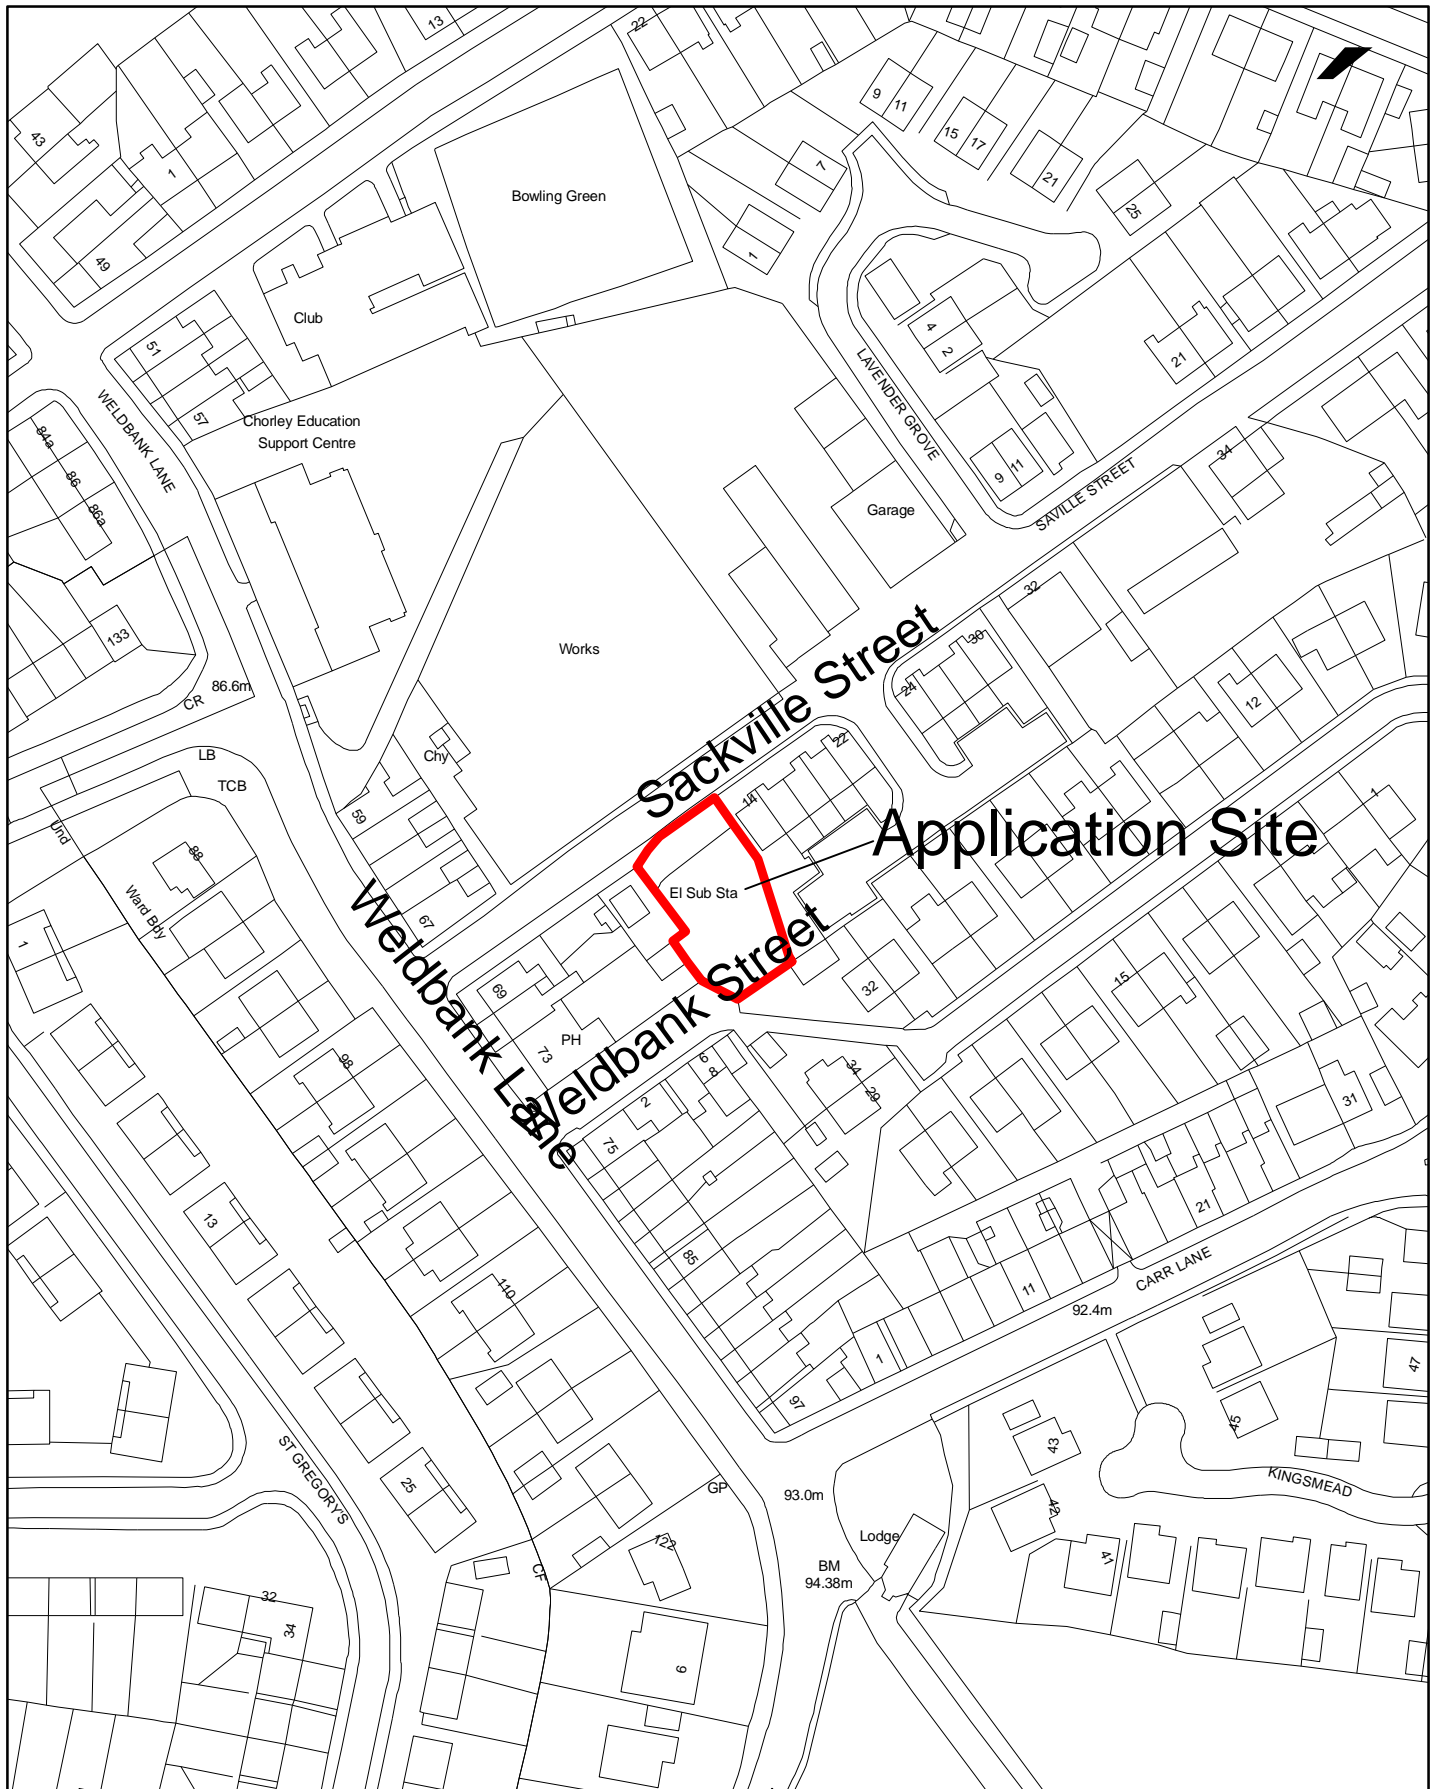 13
22
43
1
49
9
11
15
17
21
7
25
1
Bowling Green
Club
51
57
WELDBANK LANE
Chorley Education
Support Centre
84a
86
86a
133
86.6m
CR
4
2
LAVENDER GROVE
21
9
11
SAVILLE STREET
34
Garage
Works
32
30
24
12
Sackville Street
LB
TCB
Chy
59
67
22
14
Application Site
El Sub Sta
1
Und
88
Ward Bdy
1
Weldbank Lane
Weldbank Street
69
73
PH
32
15
98
6
8
2
75
34
29
31
13
85
21
11
CARR LANE
92.4m
110
1
97
47
45
43
42
41
KINGSMEAD
ST GREGORY'S
25
GP
93.0m
Lodge
BM
94.38m
122
CF
32
34
6